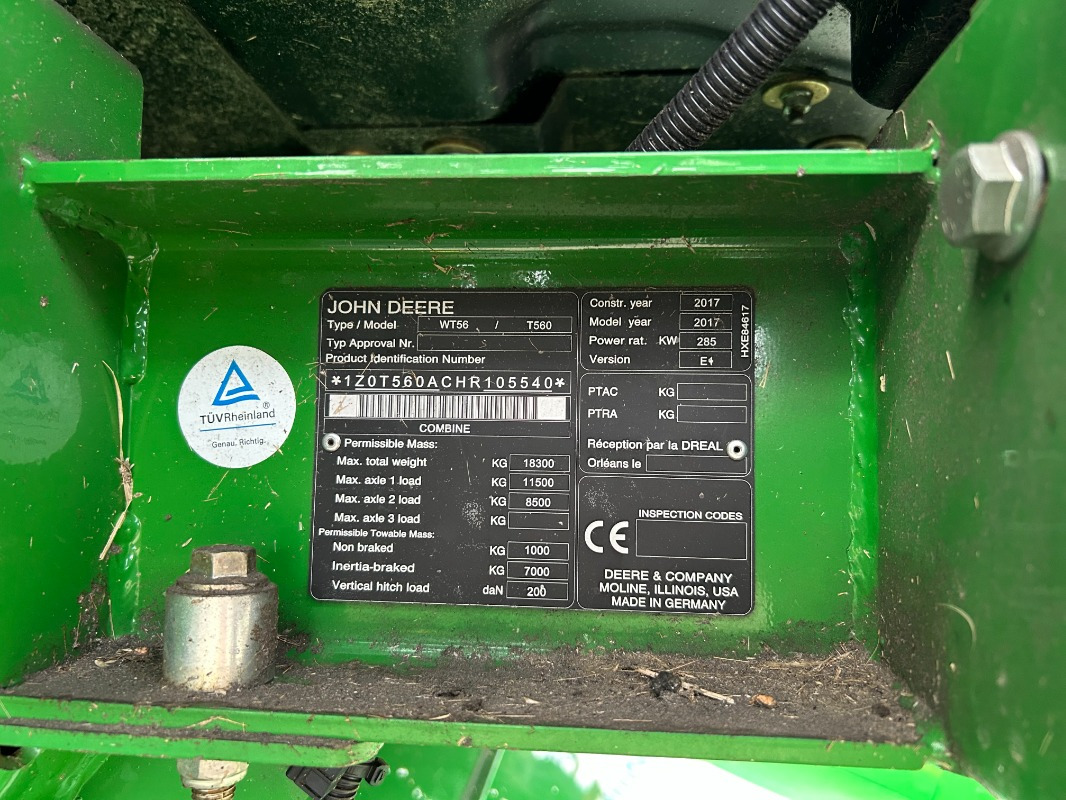 JOHN DEERE
Type / Model WT56 / T560
Typ Approval Nr.
Product Identification Number
*1Z0T560ACHR105540*
COMBINE
Permissible Mass:
Max. total weight KG 18300
Max. axle 1 load KG 11500
Max. axle 2 load KG 8500
Max. axle 3 load KG
Permissible Towable Mass:
Non braked KG 1000
Inertia-braked KG 7000
Vertical hitch load daN 200
Constr. year 2017
Model year 2017
Power rat. KW 285
Version E
HXE84617
PTAC KG
PTRA KG
Réception par la DREAL
Orléans le
INSPECTION CODES
CE
DEERE & COMPANY
MOLINE, ILLINOIS, USA
MADE IN GERMANY
TÜVRheinland®
Genau. Richtig.